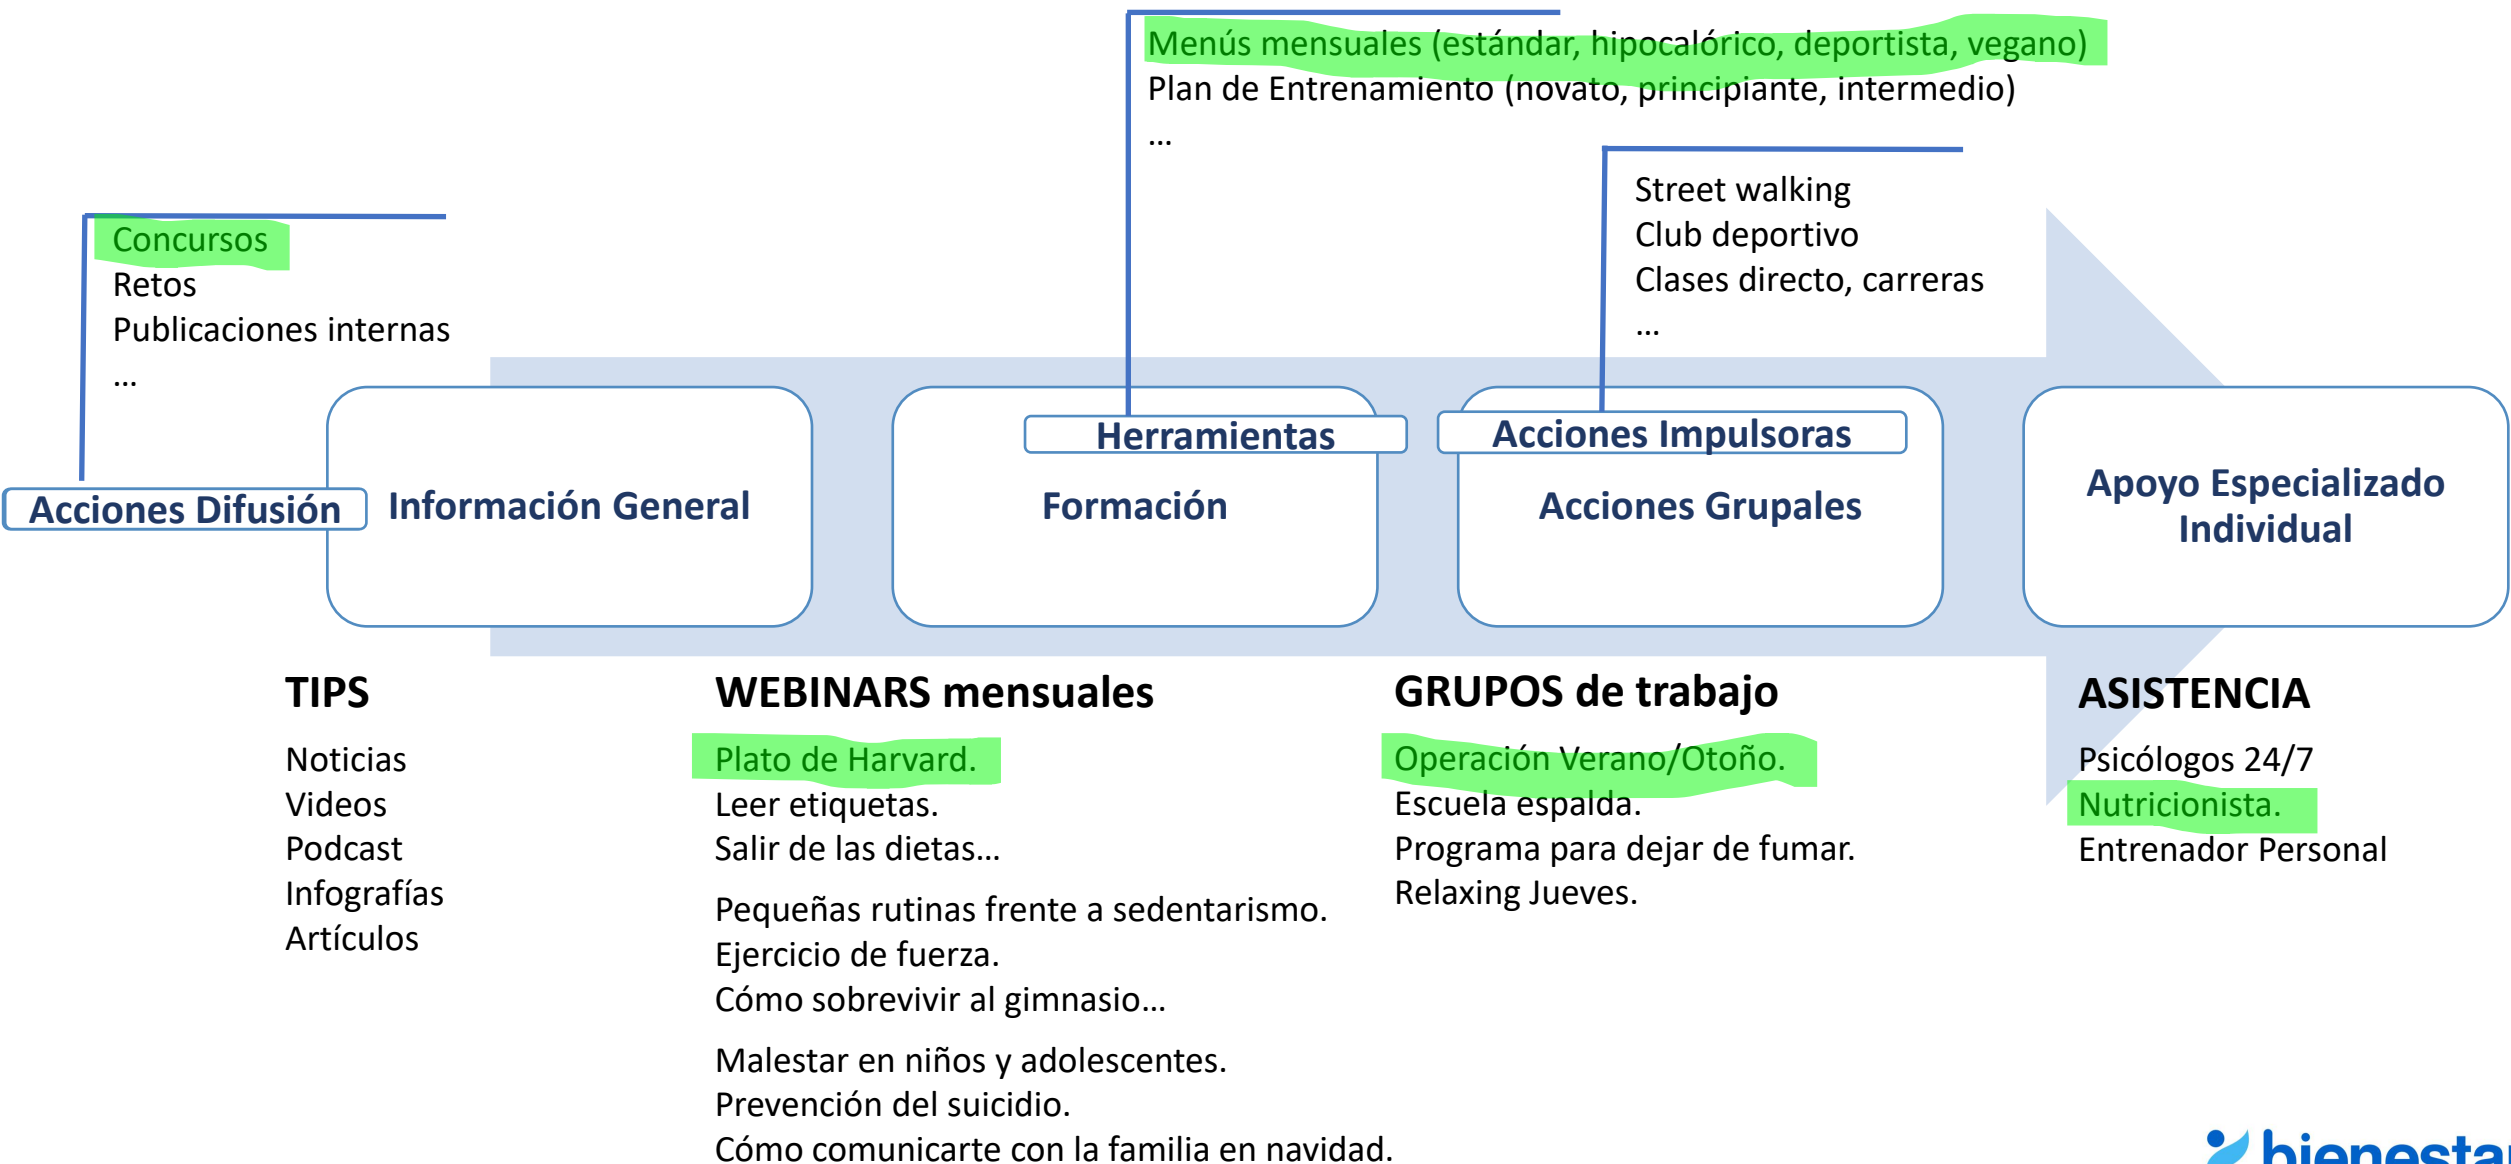 Menús mensuales (estándar, hipocalórico, deportista, vegano)
Plan de Entrenamiento (novato, principiante, intermedio)
...
Street walking
Club deportivo
Clases directo, carreras
...
Concursos
Retos
Publicaciones internas
...
Acciones Difusión
Información General
Herramientas
Formación
Acciones Impulsoras
Acciones Grupales
Apoyo Especializado
Individual
TIPS
Noticias
Videos
Podcast
Infografías
Artículos
WEBINARS mensuales
Plato de Harvard.
Leer etiquetas.
Salir de las dietas...
Pequeñas rutinas frente a sedentarismo.
Ejercicio de fuerza.
Cómo sobrevivir al gimnasio...
Malestar en niños y adolescentes.
Prevención del suicidio.
Cómo comunicarte con la familia en navidad.
GRUPOS de trabajo
Operación Verano/Otoño.
Escuela espalda.
Programa para dejar de fumar.
Relaxing Jueves.
ASISTENCIA
Psicólogos 24/7
Nutricionista.
Entrenador Personal
bienestar